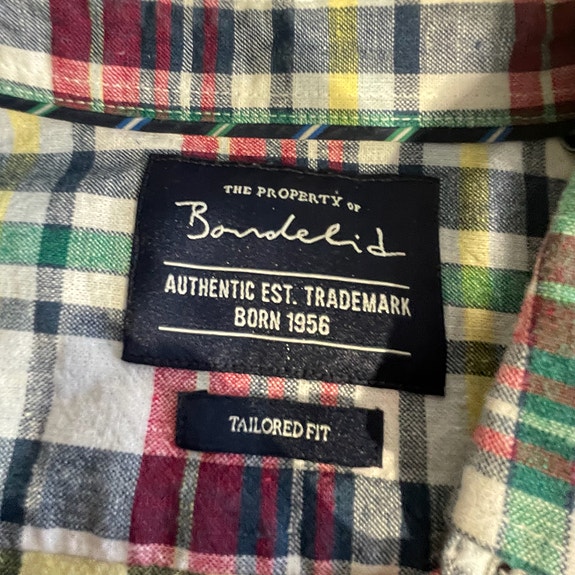 THE PROPERTY OF
Bondelid
AUTHENTIC EST. TRADEMARK
BORN 1956
TAILORED FIT